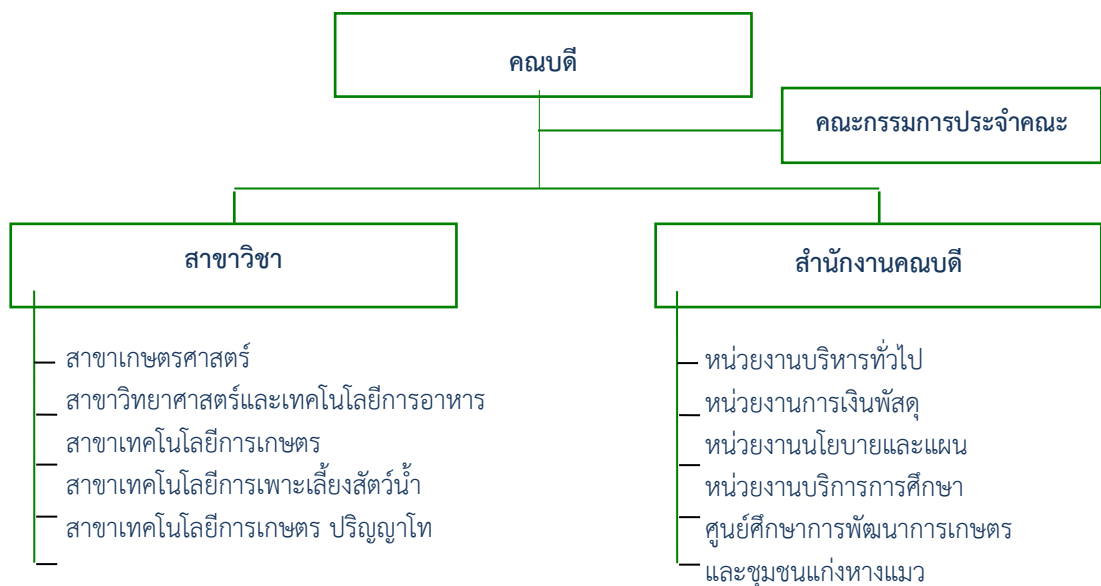 คณบดี
คณะกรรมการประจำคณะ
สาขาวิชา
สำนักงานคณบดี
สาขาเกษตรศาสตร์
สาขาวิทยาศาสตร์และเทคโนโลยีการอาหาร
สาขาเทคโนโลยีการเกษตร
สาขาเทคโนโลยีการเพาะเลี้ยงสัตว์น้ำ
สาขาเทคโนโลยีการเกษตร ปริญญาโท
หน่วยงานบริหารทั่วไป
หน่วยงานการเงินพัสดุ
หน่วยงานนโยบายและแผน
หน่วยงานบริการการศึกษา
ศูนย์ศึกษาการพัฒนาการเกษตร
และชุมชนแก่งหางแมว